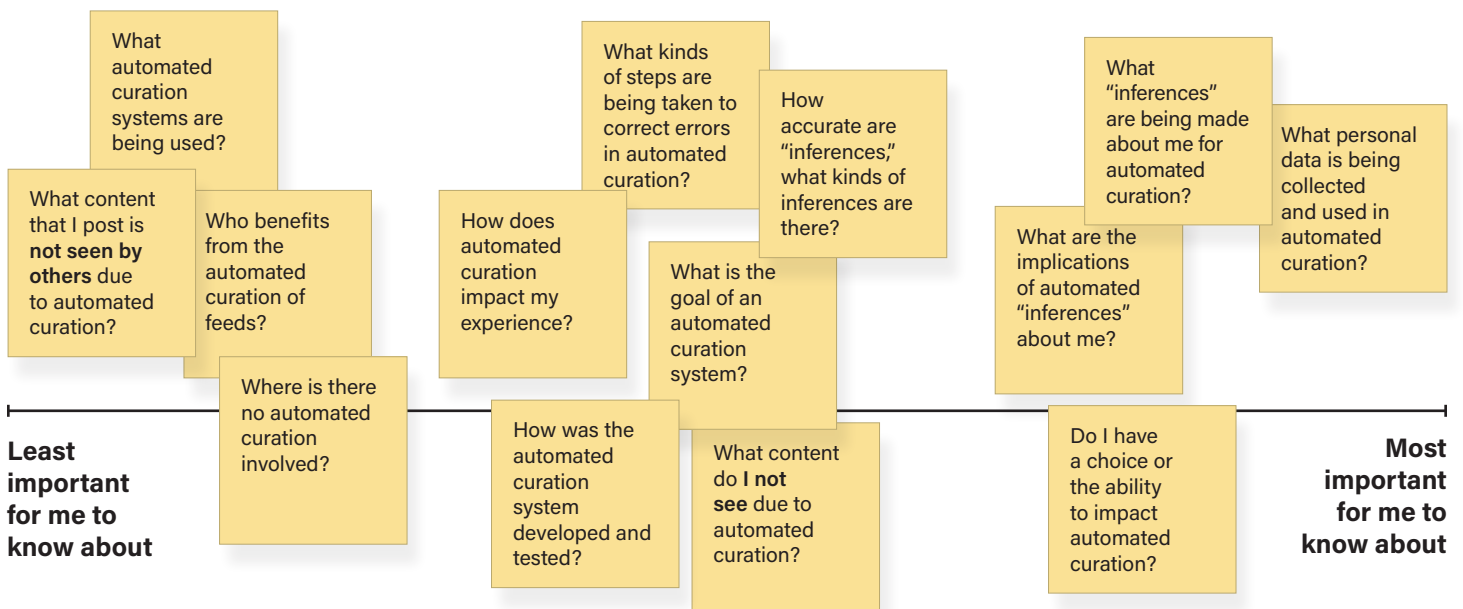 What
automated
curation
systems are
being used?
What content
that I post is
not seen by
others due
to automated
curation?
Who benefits
from the
automated
curation of
feeds?
Where is there
no automated
curation
involved?
What kinds
of steps are
being taken to
correct errors
in automated
curation?
How
accurate are
“inferences,”
what kinds of
inferences are
there?
How does
automated
curation
impact my
experience?
What is the
goal of an
automated
curation
system?
How was the
automated
curation
system
developed and
tested?
What content
do I not
see due to
automated
curation?
What
“inferences”
are being made
about me for
automated
curation?
What personal
data is being
collected
and used in
automated
curation?
What are the
implications
of automated
“inferences”
about me?
Do I have
a choice or
the ability
to impact
automated
curation?
Least
important
for me to
know about
Most
important
for me to
know about